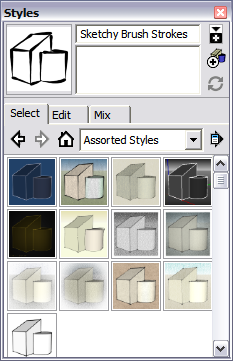 Styles
Sketchy Brush Strokes
Select Edit Mix
Assorted Styles